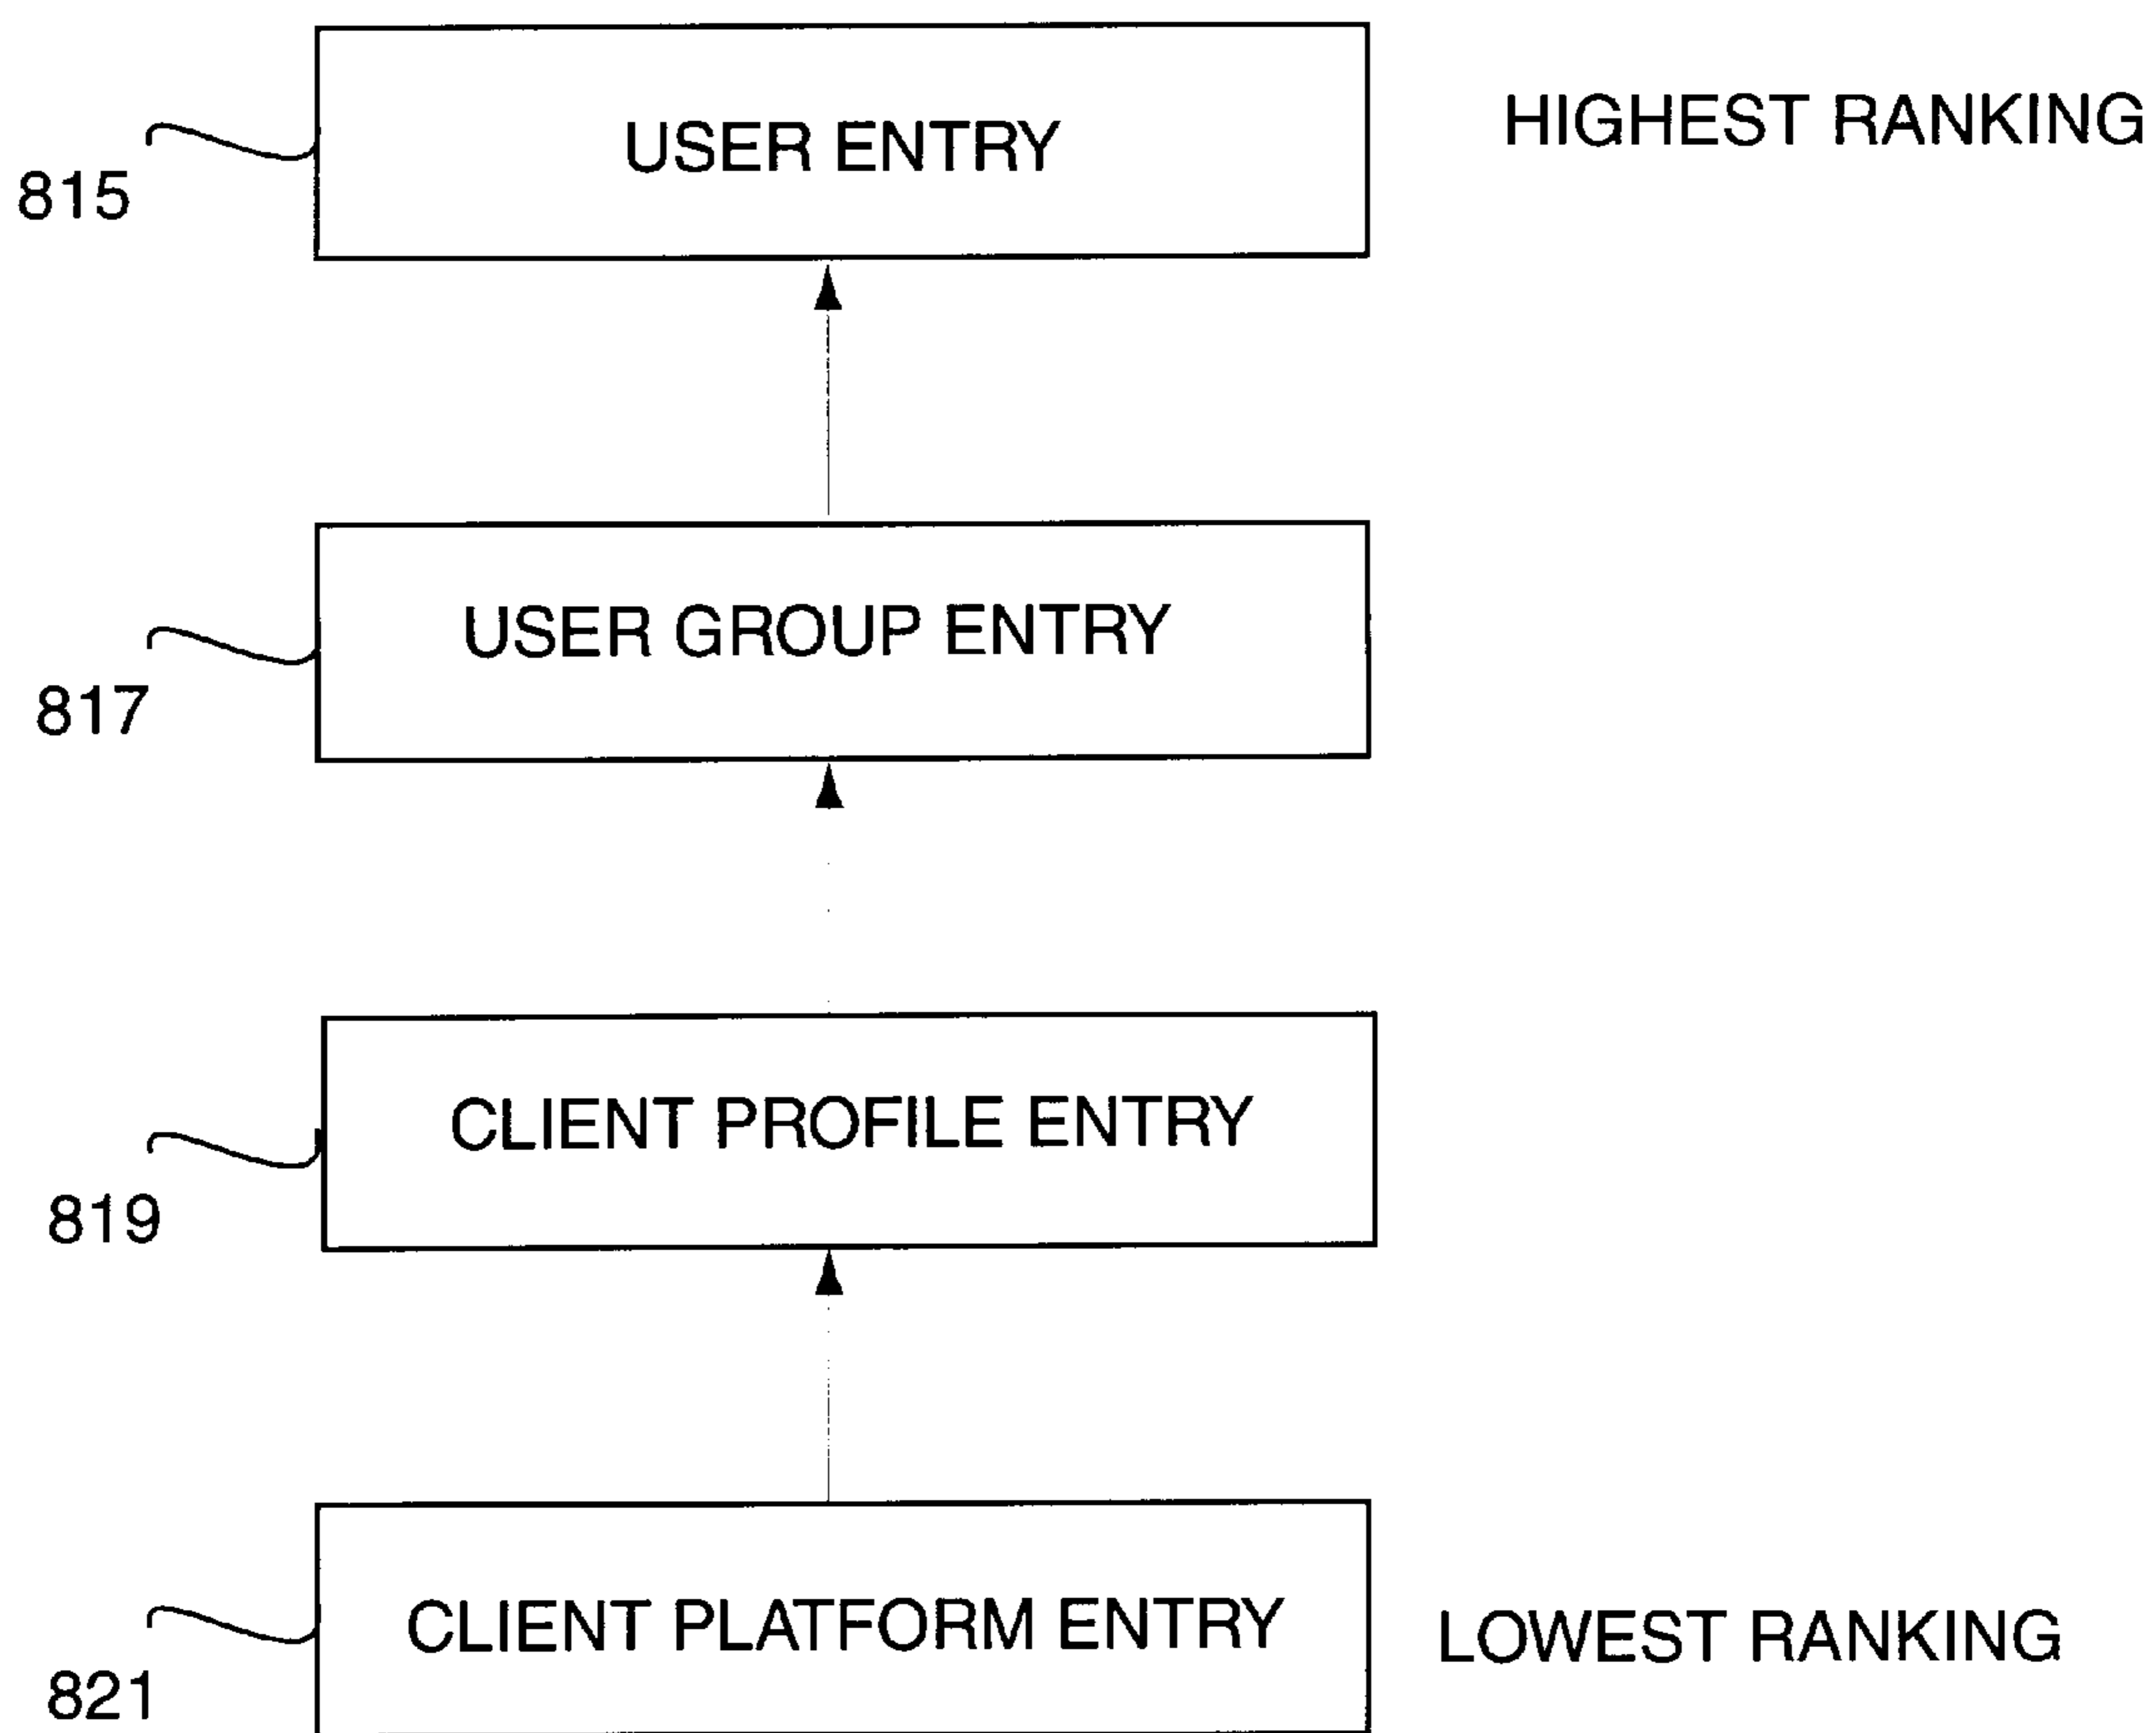 USER ENTRY
HIGHEST RANKING
815
USER GROUP ENTRY
817
CLIENT PROFILE ENTRY
819
CLIENT PLATFORM ENTRY
LOWEST RANKING
821